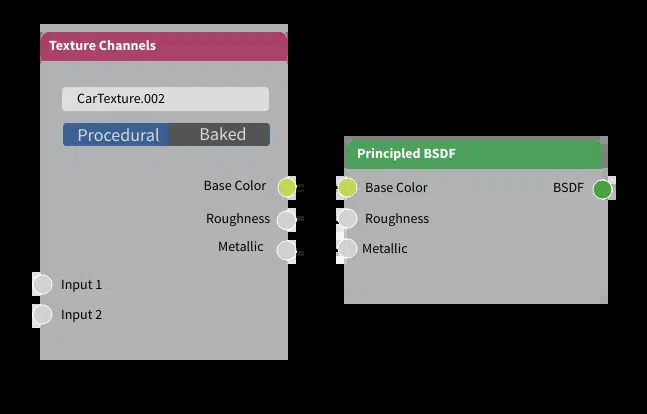 Texture Channels
CarTexture.002
Procedural Baked
Base Color
Roughness
Metallic
Input 1
Input 2
Principled BSDF
Base Color BSDF
Roughness
Metallic